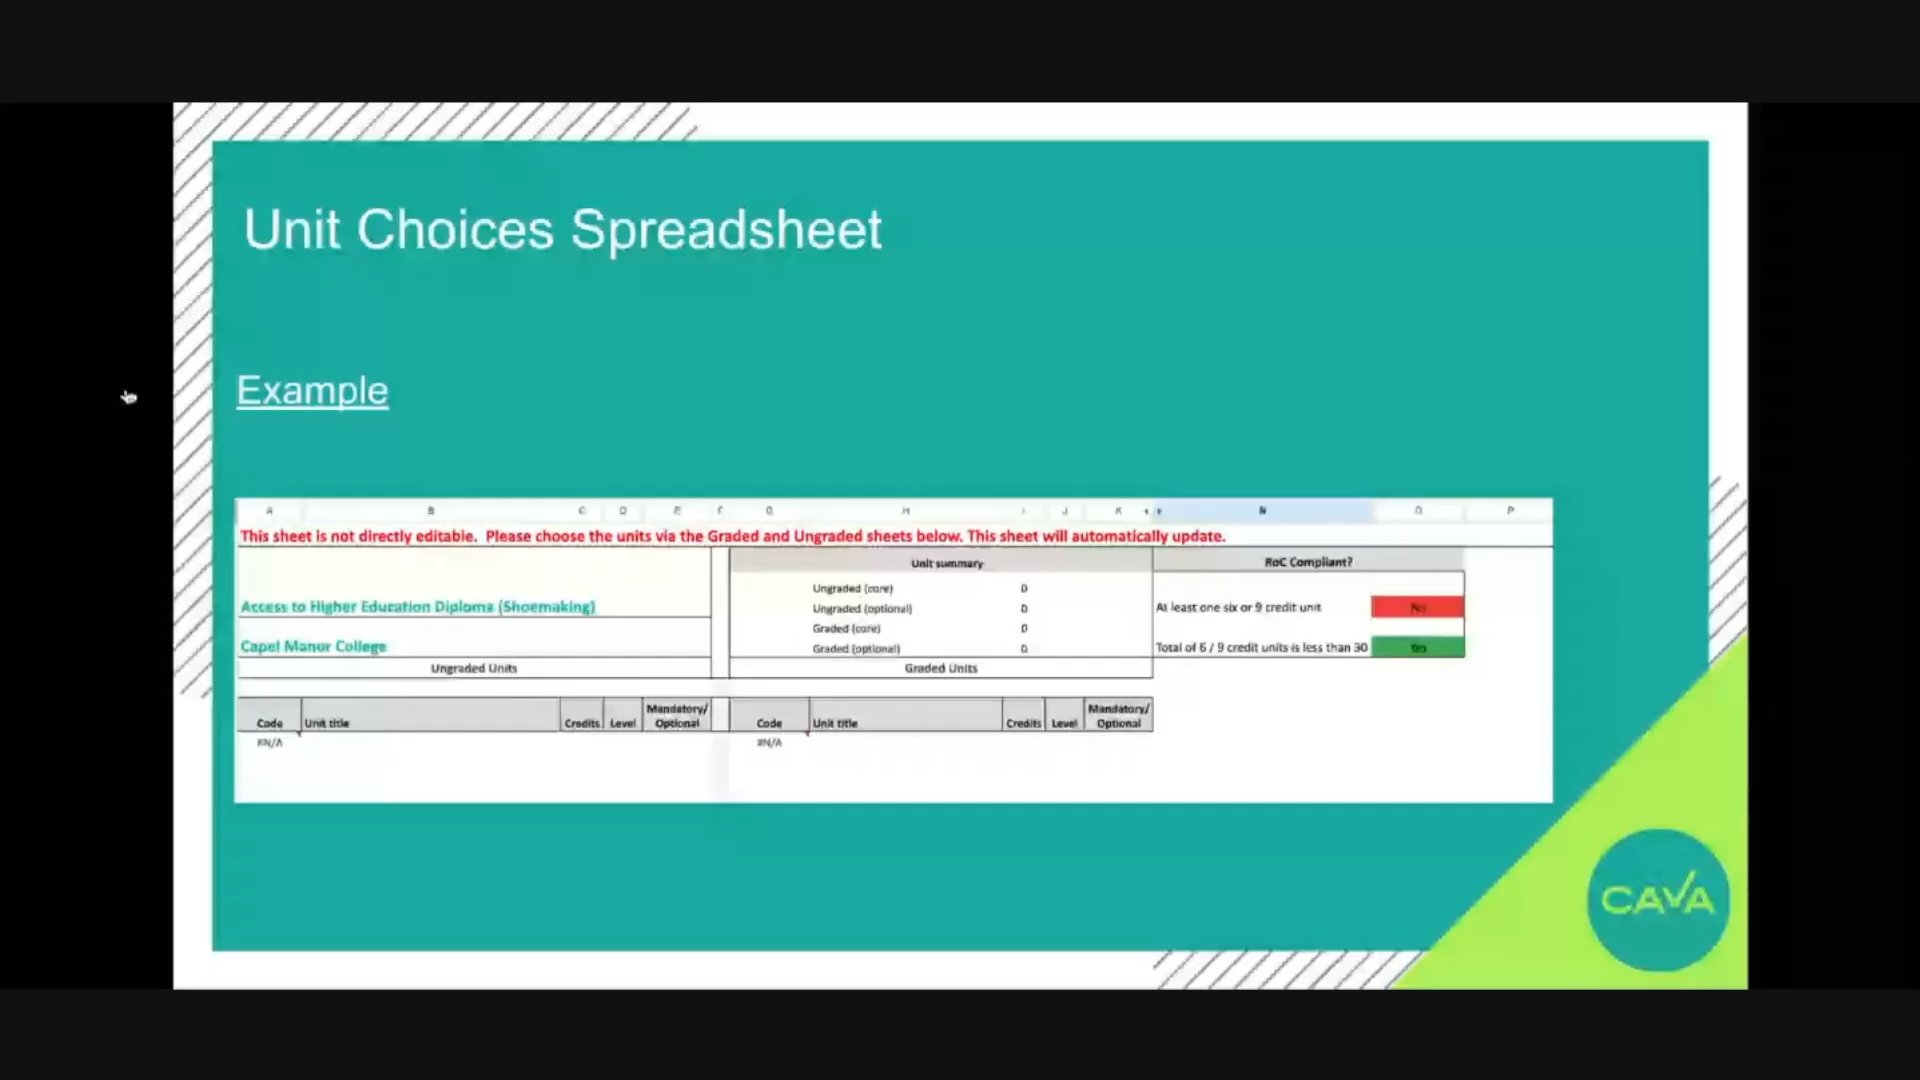 Unit Choices Spreadsheet
Example
A B C D E F G H I J K N O P
This sheet is not directly editable. Please choose the units via the Graded and Ungraded sheets below. This sheet will automatically update.
Unit summary
RoC Compliant?
Ungraded (core) 0
Access to Higher Education Diploma (Shoemaking)
Ungraded (optional) 0
At least one six or 9 credit unit No
Graded (core) 0
Capel Manor College
Graded (optional) 0
Total of 6 / 9 credit units is less than 30 Yes
Ungraded Units
Graded Units
Code Unit title Credits Level Mandatory/ Optional
Code Unit title Credits Level Mandatory/ Optional
#N/A
#N/A
CAVA